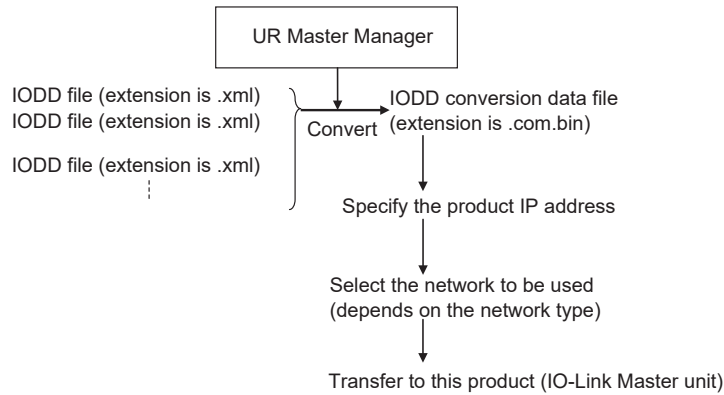 UR Master Manager
IODD file (extension is .xml)
IODD file (extension is .xml)
IODD file (extension is .xml)
Convert
IODD conversion data file
(extension is .com.bin)
Specify the product IP address
Select the network to be used
(depends on the network type)
Transfer to this product (IO-Link Master unit)